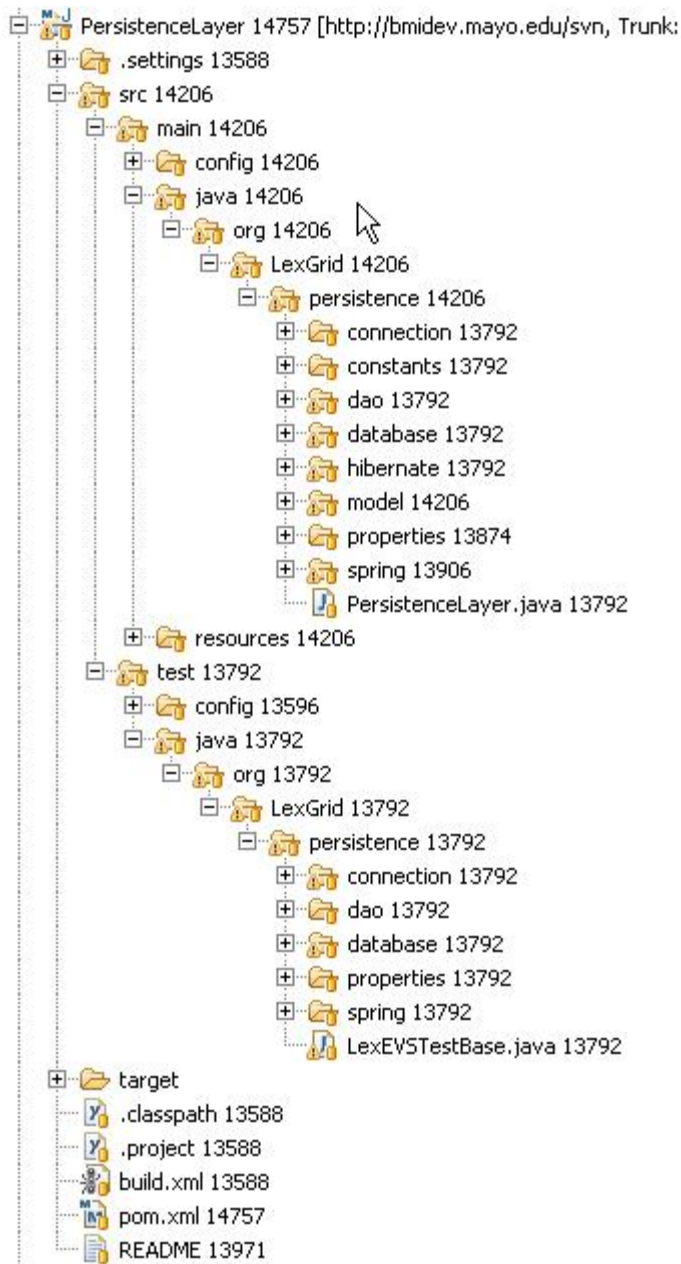 PersistenceLayer 14757 [http://bmidev.mayo.edu/svn, Trunk:
.settings 13588
src 14206
main 14206
config 14206
java 14206
org 14206
LexGrid 14206
persistence 14206
connection 13792
constants 13792
dao 13792
database 13792
hibernate 13792
model 14206
properties 13874
spring 13906
PersistenceLayer.java 13792
resources 14206
test 13792
config 13596
java 13792
org 13792
LexGrid 13792
persistence 13792
connection 13792
dao 13792
database 13792
properties 13792
spring 13792
LexEVSTestBase.java 13792
target
.classpath 13588
.project 13588
build.xml 13588
pom.xml 14757
README 13971